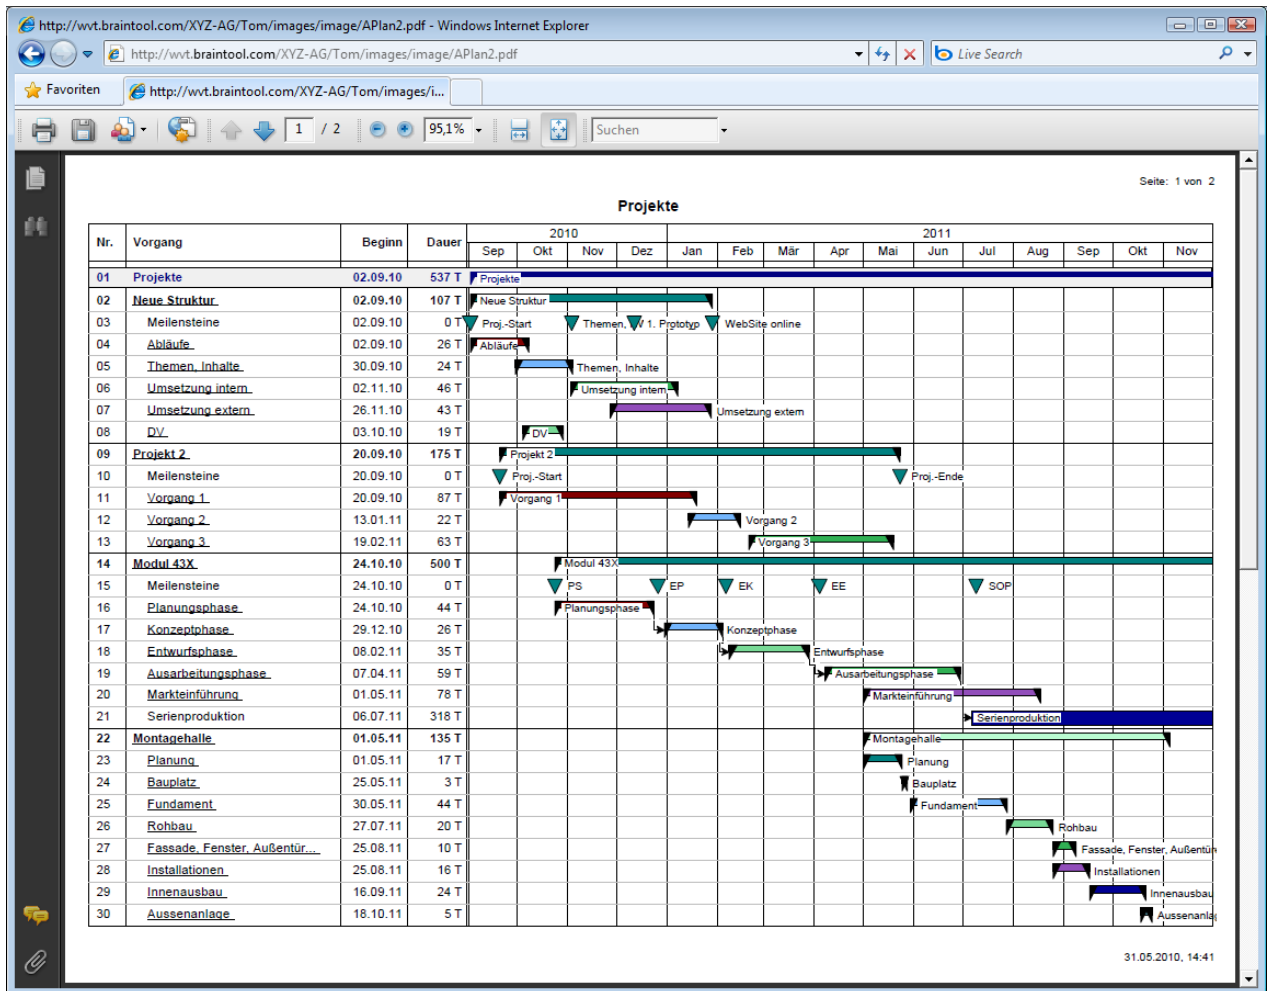 http://wvt.braintool.com/XYZ-AG/Tom/images/image/APlan2.pdf - Windows Internet Explorer
http://wvt.braintool.com/XYZ-AG/Tom/images/image/APlan2.pdf
Live Search
Favoriten
http://wvt.braintool.com/XYZ-AG/Tom/images/i...
1 / 2
95,1%
Suchen
Seite: 1 von 2
Projekte
Nr. Vorgang Beginn Dauer
2010 2011
Sep Okt Nov Dez Jan Feb Mär Apr Mai Jun Jul Aug Sep Okt Nov
01 Projekte 02.09.10 537 T Projekte
02 Neue Struktur 02.09.10 107 T Neue Struktur
03 Meilensteine 02.09.10 0 T Proj.-Start Themen, 1. Prototyp WebSite online
04 Abläufe 02.09.10 26 T Abläufe
05 Themen, Inhalte 30.09.10 24 T Themen, Inhalte
06 Umsetzung intern 02.11.10 46 T Umsetzung intern
07 Umsetzung extern 26.11.10 43 T Umsetzung extern
08 DV 03.10.10 19 T DV
09 Projekt 2 20.09.10 175 T Projekt 2
10 Meilensteine 20.09.10 0 T Proj.-Start Proj.-Ende
11 Vorgang 1 20.09.10 87 T Vorgang 1
12 Vorgang 2 13.01.11 22 T Vorgang 2
13 Vorgang 3 19.02.11 63 T Vorgang 3
14 Modul 43X 24.10.10 500 T Modul 43X
15 Meilensteine 24.10.10 0 T PS EP EK EE SOP
16 Planungsphase 24.10.10 44 T Planungsphase
17 Konzeptphase 29.12.10 26 T Konzeptphase
18 Entwurfsphase 08.02.11 35 T Entwurfsphase
19 Ausarbeitungsphase 07.04.11 59 T Ausarbeitungsphase
20 Markteinführung 01.05.11 78 T Markteinführung
21 Serienproduktion 06.07.11 318 T Serienproduktion
22 Montagehalle 01.05.11 135 T Montagehalle
23 Planung 01.05.11 17 T Planung
24 Bauplatz 25.05.11 3 T Bauplatz
25 Fundament 30.05.11 44 T Fundament
26 Rohbau 27.07.11 20 T Rohbau
27 Fassade, Fenster, Außentür... 25.08.11 10 T Fassade, Fenster, Außentür
28 Installationen 25.08.11 16 T Installationen
29 Innenausbau 16.09.11 24 T Innenausbau
30 Aussenanlage 18.10.11 5 T Aussenanlag
31.05.2010, 14:41